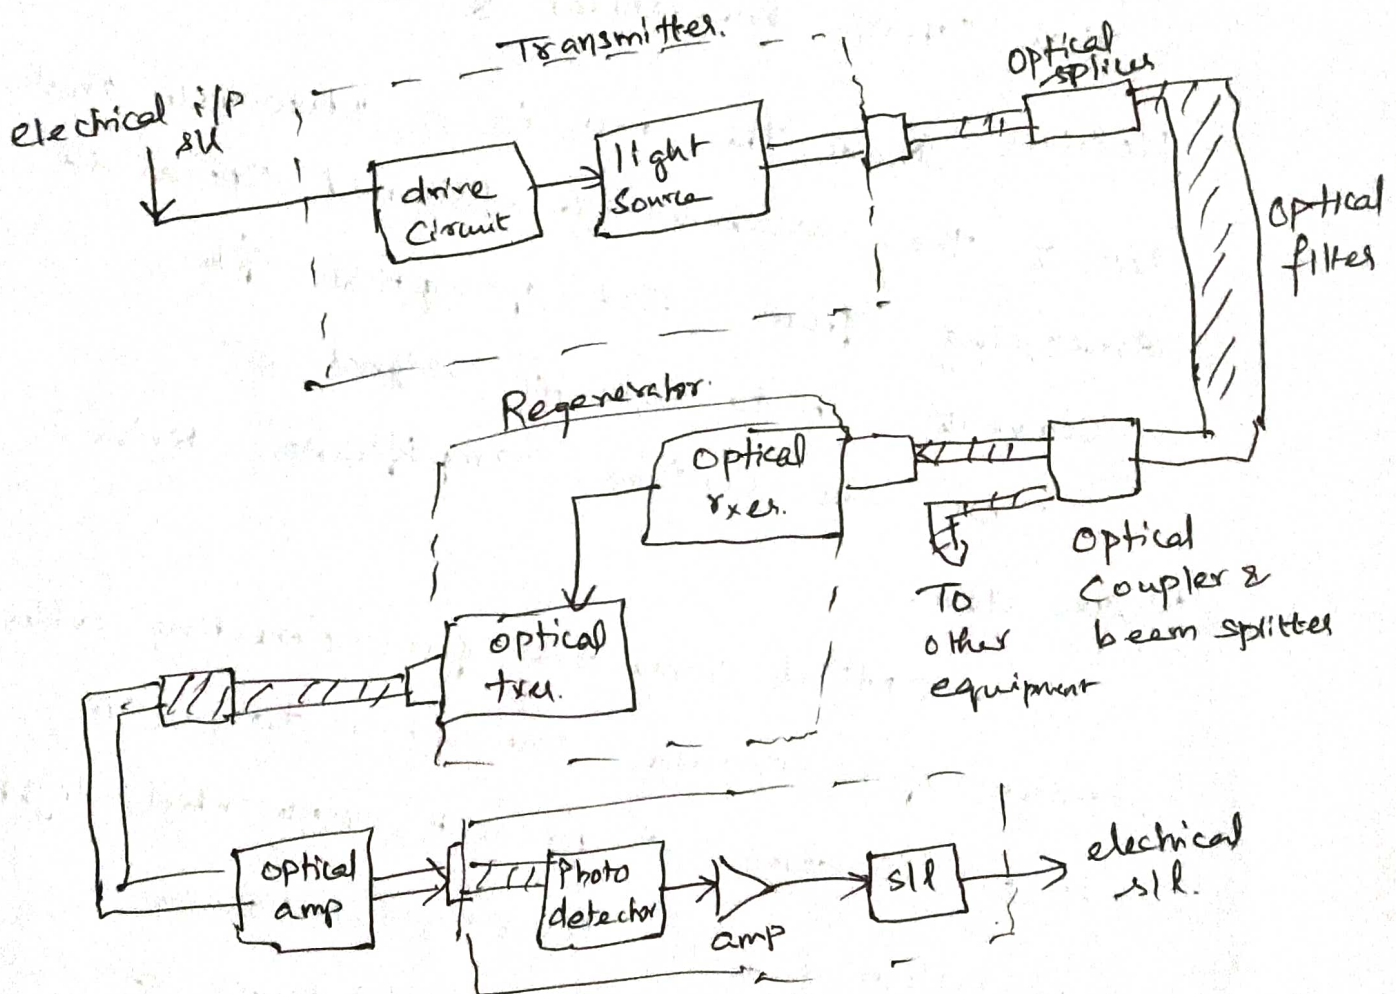 Transmitter.
Optical
splices
electrical i/p
drive
circuit
light
source
optical
filter
Regenerator.
optical
rxer.
optical
txer.
To
other
equipment
Optical
Coupler &
beam splitter
optical
amp
Photo
detector
amp
electrical